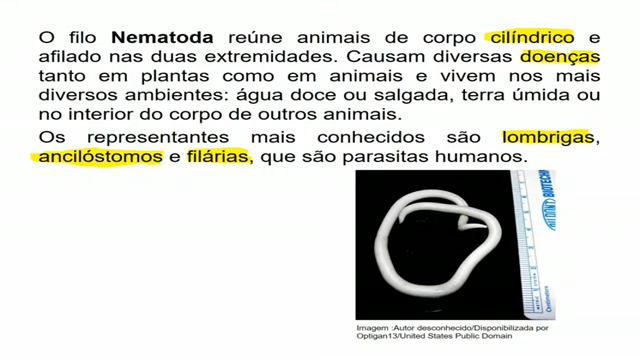 O filo Nematoda reúne animais de corpo cilíndrico e
afilado nas duas extremidades. Causam diversas doenças
tanto em plantas como em animais e vivem nos mais
diversos ambientes: água doce ou salgada, terra úmida ou
no interior do corpo de outros animais.
Os representantes mais conhecidos são lombrigas,
ancilóstomos e filárias, que são parasitas humanos.
Imagem :Autor desconhecido/Disponibilizada por
Optigan13/United States Public Domain